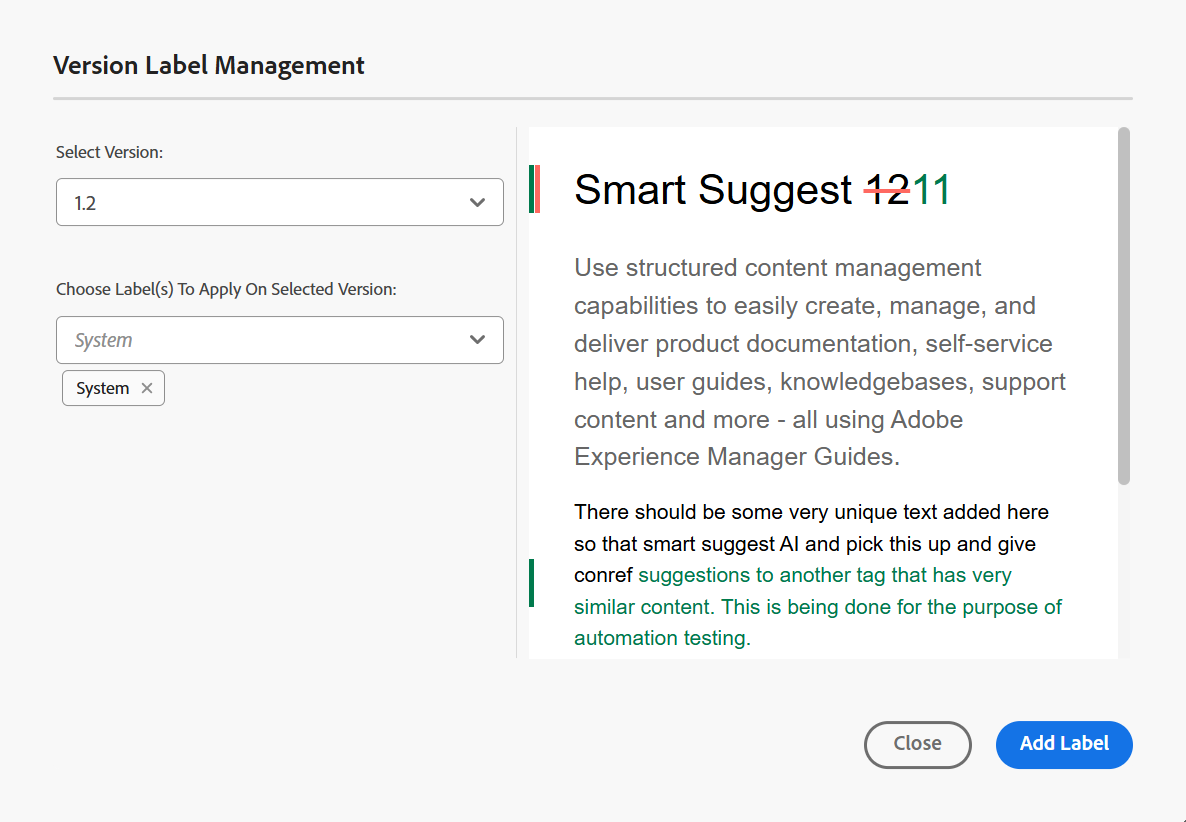 Version Label Management
Select Version:
1.2
Choose Label(s) To Apply On Selected Version:
System
System
Smart Suggest 1211
Use structured content management
capabilities to easily create, manage, and
deliver product documentation, self-service
help, user guides, knowledgebases, support
content and more - all using Adobe
Experience Manager Guides.
There should be some very unique text added here
so that smart suggest AI and pick this up and give
conref suggestions to another tag that has very
similar content. This is being done for the purpose of
automation testing.
Close
Add Label